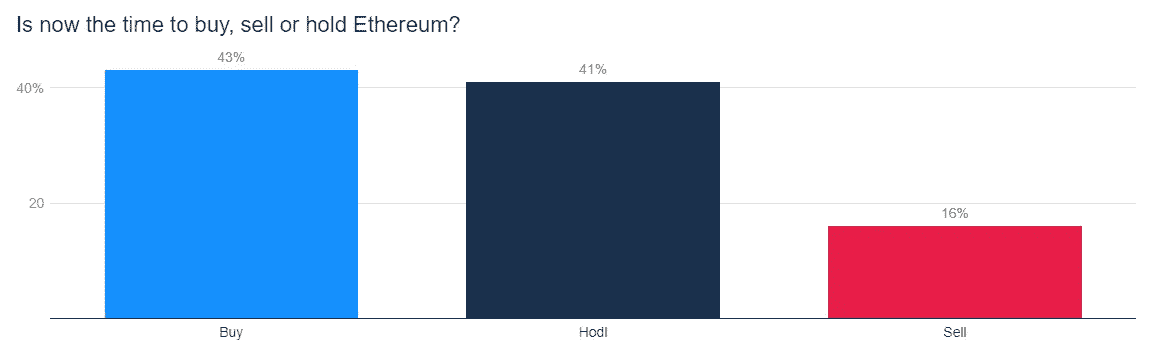 Is now the time to buy, sell or hold Ethereum?
43%
41%
40%
20
16%
Buy
Hodl
Sell